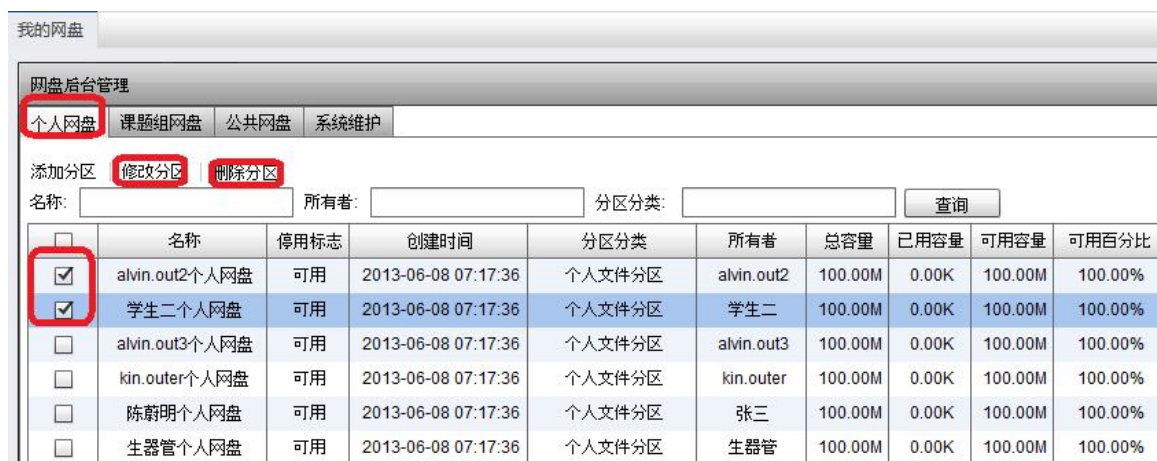 我的网盘
网盘后台管理
个人网盘 课题组网盘 公共网盘 系统维护
添加分区 修改分区 删除分区
名称: 所有者: 分区分类: 查询
名称 停用标志 创建时间 分区分类 所有者 总容量 已用容量 可用容量 可用百分比
alvin.out2个人网盘 可用 2013-06-08 07:17:36 个人文件分区 alvin.out2 100.00M 0.00K 100.00M 100.00%
学生二个人网盘 可用 2013-06-08 07:17:36 个人文件分区 学生二 100.00M 0.00K 100.00M 100.00%
alvin.out3个人网盘 可用 2013-06-08 07:17:36 个人文件分区 alvin.out3 100.00M 0.00K 100.00M 100.00%
kin.outer个人网盘 可用 2013-06-08 07:17:36 个人文件分区 kin.outer 100.00M 0.00K 100.00M 100.00%
陈蔚明个人网盘 可用 2013-06-08 07:17:36 个人文件分区 张三 100.00M 0.00K 100.00M 100.00%
生器管个人网盘 可用 2013-06-08 07:17:36 个人文件分区 生器管 100.00M 0.00K 100.00M 100.00%